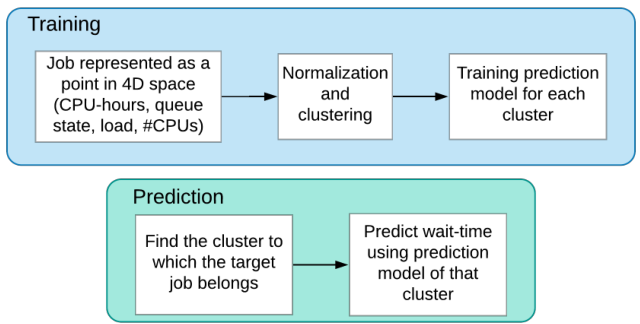 Training
Job represented as a
point in 4D space
(CPU-hours, queue
state, load, #CPUs)
Normalization
and
clustering
Training prediction
model for each
cluster
Prediction
Find the cluster to
which the target
job belongs
Predict wait-time
using prediction
model of that
cluster